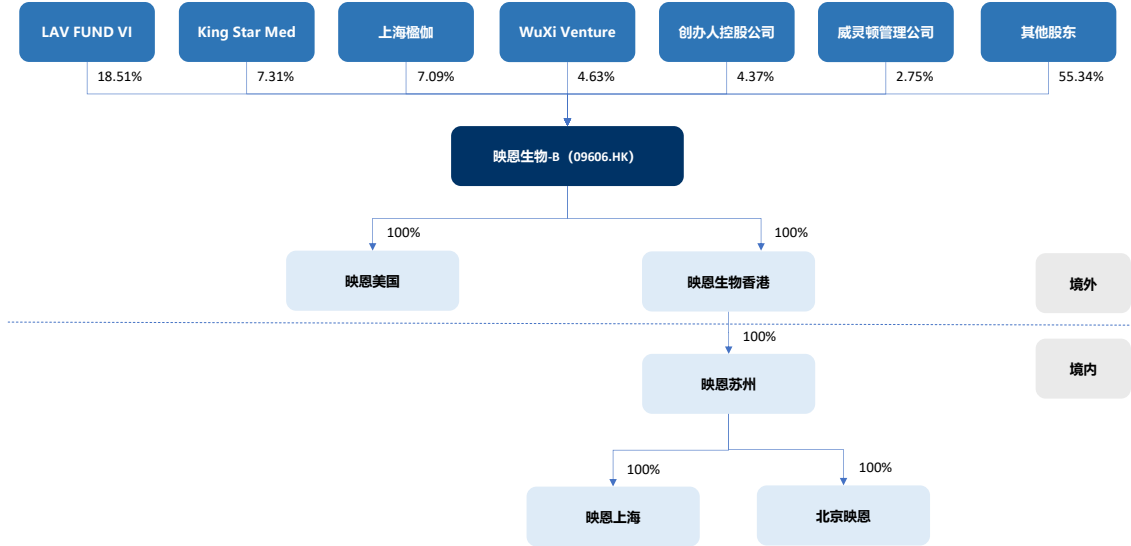 LAV FUND VI
King Star Med
上海楹伽
WuXi Venture
创办人控股公司
威灵顿管理公司
其他股东
18.51%
7.31%
7.09%
4.63%
4.37%
2.75%
55.34%
映恩生物-B（09606.HK）
100%
100%
映恩美国
映恩生物香港
境外
100%
境内
映恩苏州
100%
100%
映恩上海
北京映恩